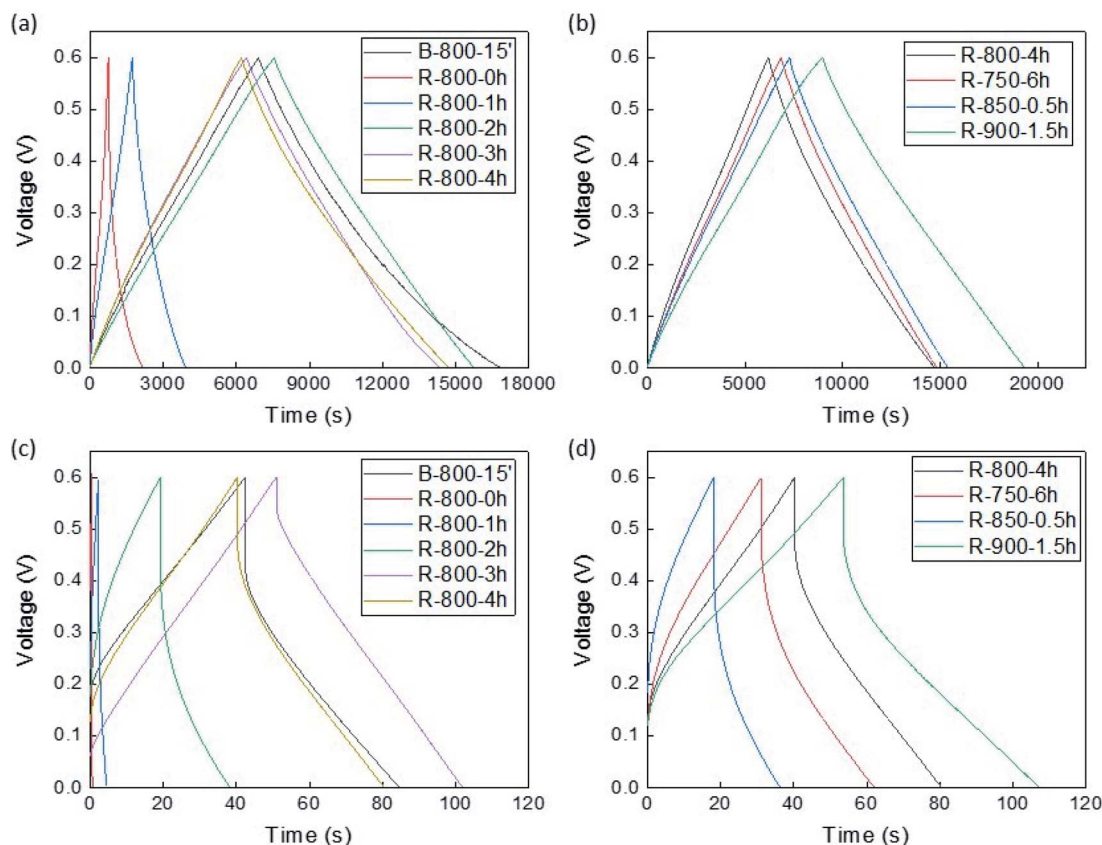 (a)
0.6
0.5
0.4
0.3
0.2
0.1
0.0
Voltage (V)
B-800-15'
R-800-0h
R-800-1h
R-800-2h
R-800-3h
R-800-4h
0 3000 6000 9000 12000 15000 18000
Time (s)
(b)
0.6
0.5
0.4
0.3
0.2
0.1
0.0
Voltage (V)
R-800-4h
R-750-6h
R-850-0.5h
R-900-1.5h
0 5000 10000 15000 20000
Time (s)
(c)
0.6
0.5
0.4
0.3
0.2
0.1
0.0
Voltage (V)
B-800-15'
R-800-0h
R-800-1h
R-800-2h
R-800-3h
R-800-4h
0 20 40 60 80 100 120
Time (s)
(d)
0.6
0.5
0.4
0.3
0.2
0.1
0.0
Voltage (V)
R-800-4h
R-750-6h
R-850-0.5h
R-900-1.5h
0 20 40 60 80 100 120
Time (s)